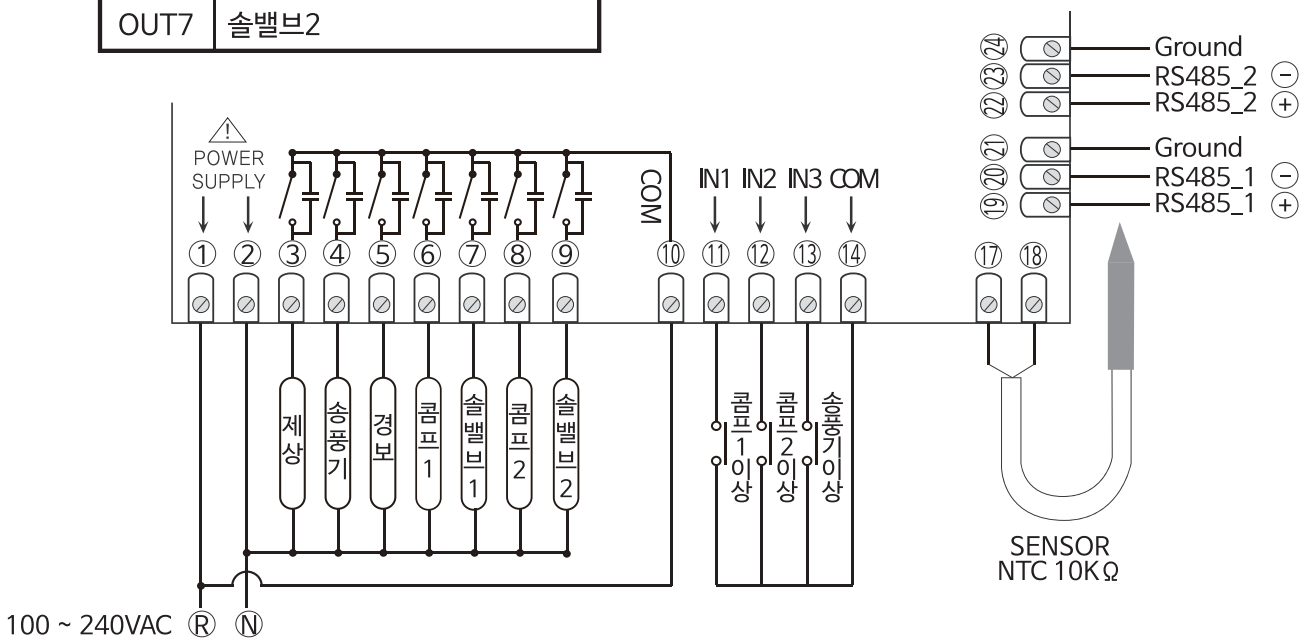 OUT7 솔밸브2
㉔ Ground
㉓ RS485_2 ⊖
㉒ RS485_2 ⊕
㉑ Ground
⑳ RS485_1 ⊖
⑲ RS485_1 ⊕
POWER
SUPPLY
COM
IN1 IN2 IN3 COM
① ② ③ ④ ⑤ ⑥ ⑦ ⑧ ⑨ ⑩ ⑪ ⑫ ⑬ ⑭ ⑰ ⑱
제상
송풍기
경보
콤프1
솔밸브1
콤프2
솔밸브2
콤프1이상
콤프2이상
송풍기이상
SENSOR
NTC 10KΩ
100 ~ 240VAC Ⓡ Ⓝ